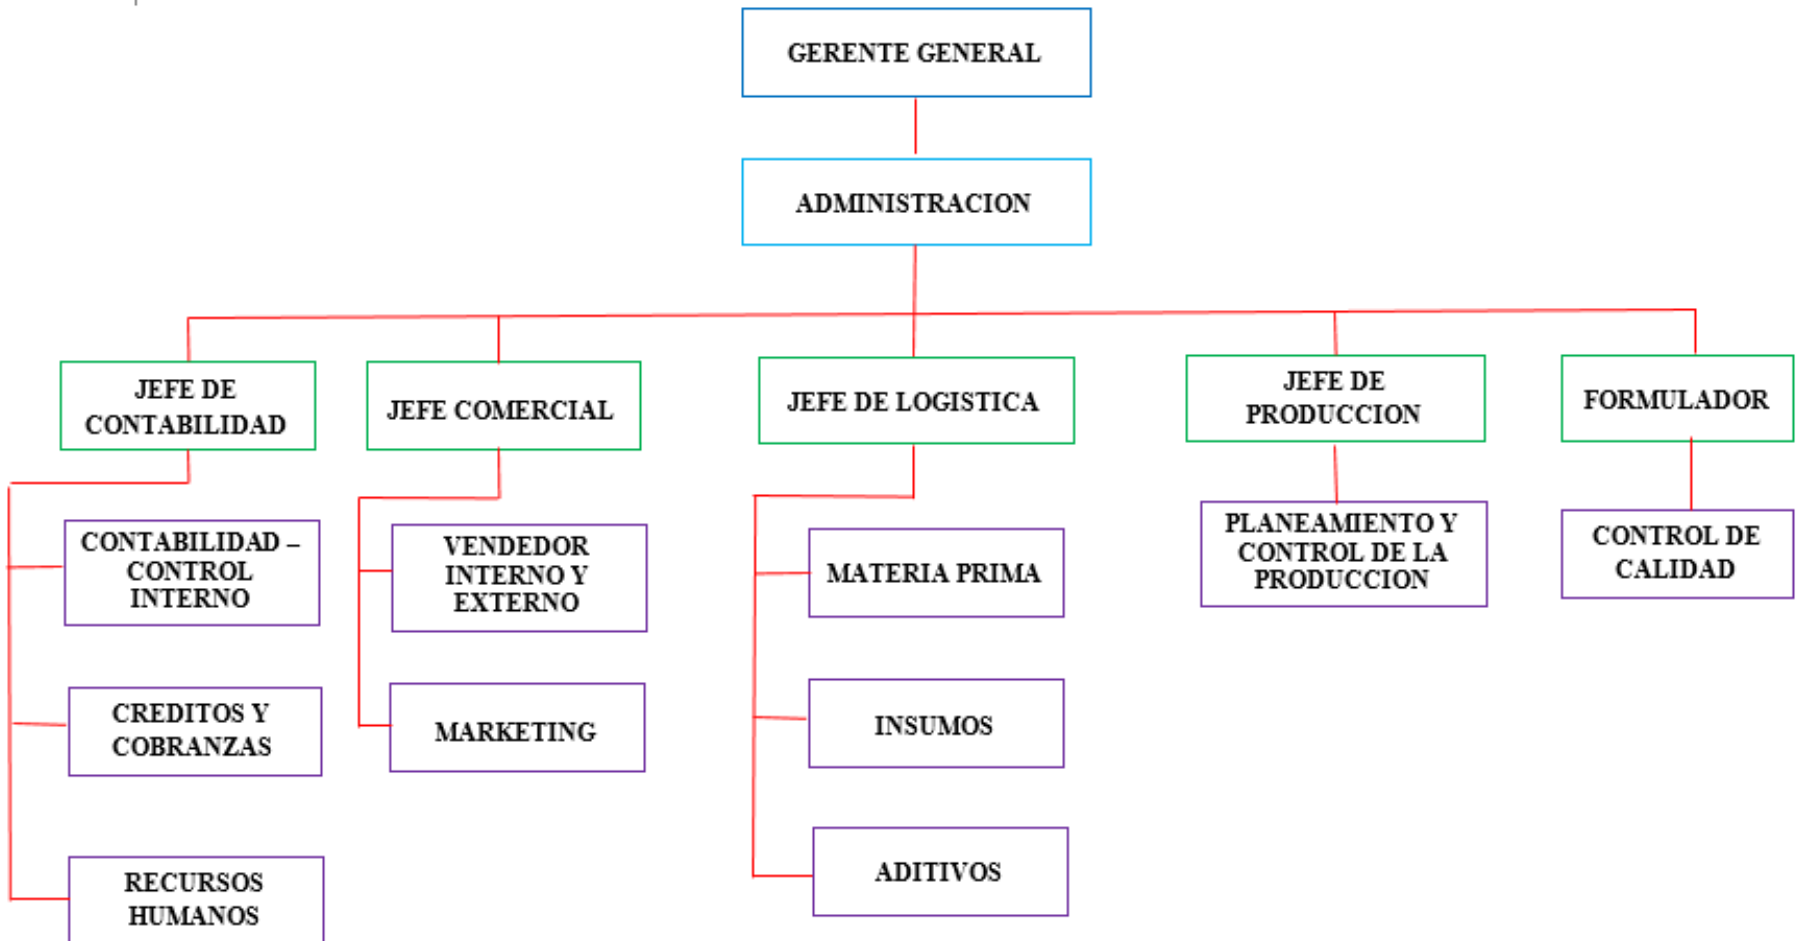 GERENTE GENERAL
ADMINISTRACION
JEFE DE
CONTABILIDAD
JEFE COMERCIAL
JEFE DE LOGISTICA
JEFE DE
PRODUCCION
FORMULADOR
CONTABILIDAD –
CONTROL
INTERNO
CREDITOS Y
COBRANZAS
RECURSOS
HUMANOS
VENDEDOR
INTERNO Y
EXTERNO
MARKETING
MATERIA PRIMA
INSUMOS
ADITIVOS
PLANEAMIENTO Y
CONTROL DE LA
PRODUCCION
CONTROL DE
CALIDAD